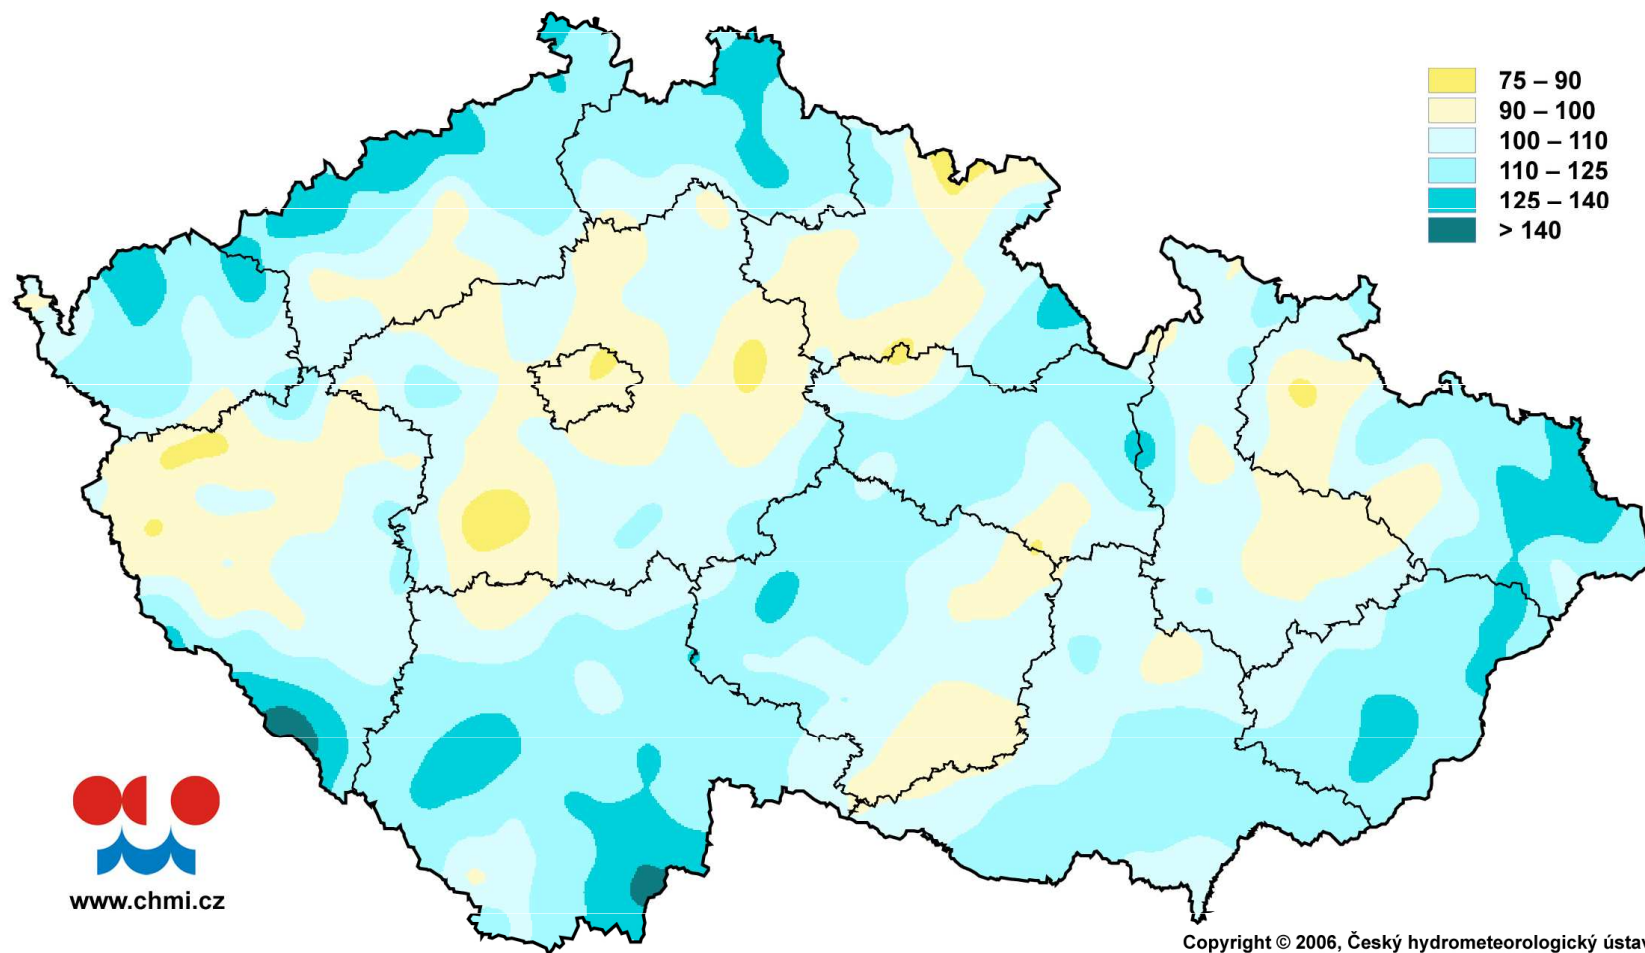 75 – 90
90 – 100
100 – 110
110 – 125
125 – 140
> 140
www.chmi.cz
Copyright © 2006, Český hydrometeorologický ústav